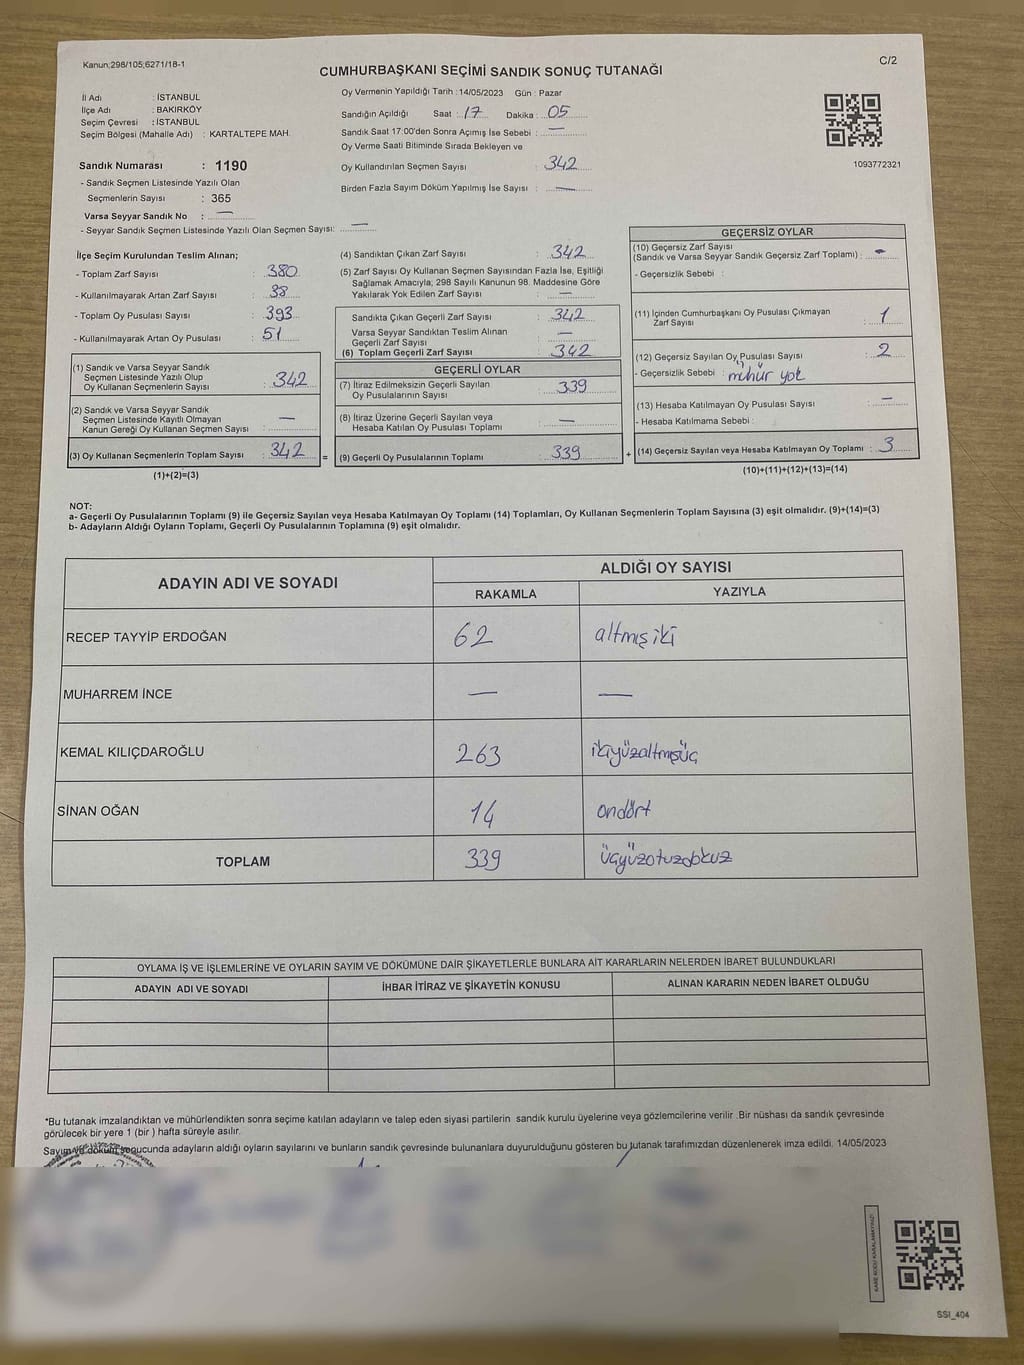 Kanun;298/105;6271/18-1
C/2
CUMHURBAŞKANI SEÇİMİ SANDIK SONUÇ TUTANAĞI
İl Adı : İSTANBUL
İlçe Adı : BAKIRKÖY
Seçim Çevresi : İSTANBUL
Seçim Bölgesi (Mahalle Adı) : KARTALTEPE MAH.
Sandık Numarası : 1190
- Sandık Seçmen Listesinde Yazılı Olan
Seçmenlerin Sayısı : 365
Varsa Seyyar Sandık No : —
- Seyyar Sandık Seçmen Listesinde Yazılı Olan Seçmen Sayısı: —
Oy Vermenin Yapıldığı Tarih :14/05/2023 Gün : Pazar
Sandığın Açıldığı Saat : 17 Dakika : 05
Sandık Saat 17:00'den Sonra Açımış İse Sebebi : —
Oy Verme Saati Bitiminde Sırada Bekleyen ve
Oy Kullandırılan Seçmen Sayısı : 342
Birden Fazla Sayım Döküm Yapılmış İse Sayısı : —
1093772321
İlçe Seçim Kurulundan Teslim Alınan;
- Toplam Zarf Sayısı : 380
- Kullanılmayarak Artan Zarf Sayısı : 38
- Toplam Oy Pusulası Sayısı : 393
- Kullanılmayarak Artan Oy Pusulası : 51
(1) Sandık ve Varsa Seyyar Sandık
Seçmen Listesinde Yazılı Olup
Oy Kullanan Seçmenlerin Sayısı : 342
(2) Sandık ve Varsa Seyyar Sandık
Seçmen Listesinde Kayıtlı Olmayan
Kanun Gereği Oy Kullanan Seçmen Sayısı : —
(3) Oy Kullanan Seçmenlerin Toplam Sayısı : 342
(1)+(2)=(3)
=
(4) Sandıktan Çıkan Zarf Sayısı : 342
(5) Zarf Sayısı Oy Kullanan Seçmen Sayısından Fazla İse, Eşitliği
Sağlamak Amacıyla; 298 Sayılı Kanunun 98. Maddesine Göre
Yakılarak Yok Edilen Zarf Sayısı : —
Sandıkta Çıkan Geçerli Zarf Sayısı : 342
Varsa Seyyar Sandıktan Teslim Alınan
Geçerli Zarf Sayısı : —
(6) Toplam Geçerli Zarf Sayısı : 342
GEÇERLİ OYLAR
(7) İtiraz Edilmeksizin Geçerli Sayılan
Oy Pusulalarının Sayısı : 339
(8) İtiraz Üzerine Geçerli Sayılan veya
Hesaba Katılan Oy Pusulası Toplamı : —
(9) Geçerli Oy Pusulalarının Toplamı : 339
+
GEÇERSİZ OYLAR
(10) Geçersiz Zarf Sayısı
(Sandık ve Varsa Seyyar Sandık Geçersiz Zarf Toplamı) : -
- Geçersizlik Sebebi :
(11) İçinden Cumhurbaşkanı Oy Pusulası Çıkmayan
Zarf Sayısı : 1
(12) Geçersiz Sayılan Oy Pusulası Sayısı : 2
- Geçersizlik Sebebi : mühür yok
(13) Hesaba Katılmayan Oy Pusulası Sayısı : —
- Hesaba Katılmama Sebebi :
(14) Geçersiz Sayılan veya Hesaba Katılmayan Oy Toplamı : 3
(10)+(11)+(12)+(13)=(14)
NOT:
a- Geçerli Oy Pusulalarının Toplamı (9) ile Geçersiz Sayılan veya Hesaba Katılmayan Oy Toplamı (14) Toplamları, Oy Kullanan Seçmenlerin Toplam Sayısına (3) eşit olmalıdır. (9)+(14)=(3)
b- Adayların Aldığı Oyların Toplamı, Geçerli Oy Pusulalarının Toplamına (9) eşit olmalıdır.
ADAYIN ADI VE SOYADI
ALDIĞI OY SAYISI
RAKAMLA YAZIYLA
RECEP TAYYİP ERDOĞAN 62 altmışiki
MUHARREM İNCE — —
KEMAL KILIÇDAROĞLU 263 ikiyüzaltmışüç
SİNAN OĞAN 14 ondört
TOPLAM 339 üçyüzotuzdokuz
OYLAMA İŞ VE İŞLEMLERİNE VE OYLARIN SAYIM VE DÖKÜMÜNE DAİR ŞİKAYETLERLE BUNLARA AİT KARARLARIN NELERDEN İBARET BULUNDUKLARI
ADAYIN ADI VE SOYADI İHBAR İTİRAZ VE ŞİKAYETİN KONUSU ALINAN KARARIN NEDEN İBARET OLDUĞU
*Bu tutanak imzalandıktan ve mühürlendikten sonra seçime katılan adayların ve talep eden siyasi partilerin sandık kurulu üyelerine veya gözlemcilerine verilir .Bir nüshası da sandık çevresinde
görülecek bir yere 1 (bir ) hafta süreyle asılır.
Sayım ve döküm sonucunda adayların aldığı oyların sayılarını ve bunların sandık çevresinde bulunanlara duyurulduğunu gösteren bu tutanak tarafımızdan düzenlenerek imza edildi. 14/05/2023
KARE KODU KARALAMAYINIZ!
SSI_404